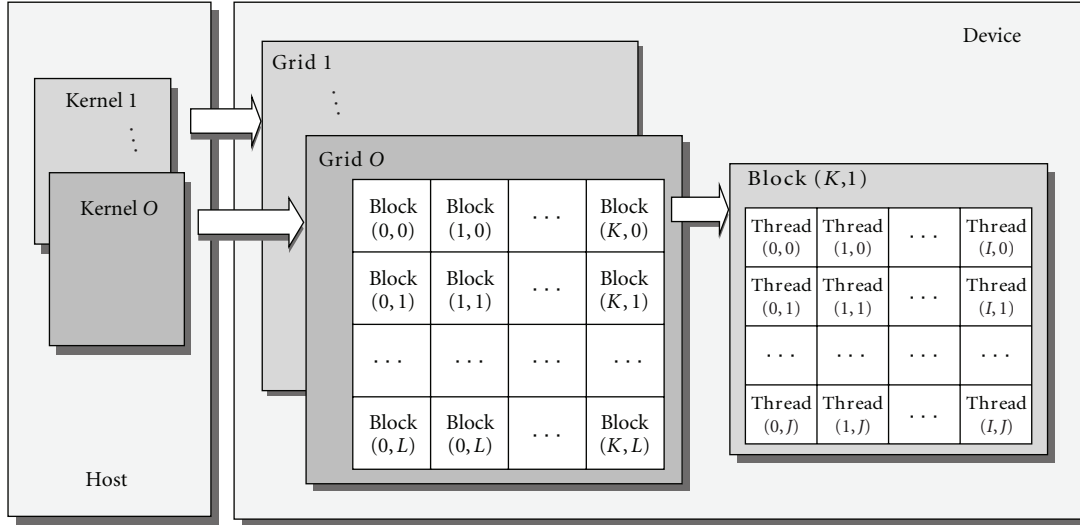 Device
Grid 1
Kernel 1
Grid O
Kernel O
Block (K,1)
Block Block ... Block
(0, 0) (1, 0) (K, 0)
Block Block ... Block
(0, 1) (1, 1) (K, 1)
... ... ... ...
Block Block ... Block
(0, L) (0, L) (K, L)
Thread Thread ... Thread
(0, 0) (1, 0) (I, 0)
Thread Thread ... Thread
(0, 1) (1, 1) (I, 1)
... ... ... ...
Thread Thread ... Thread
(0, J) (1, J) (I, J)
Host